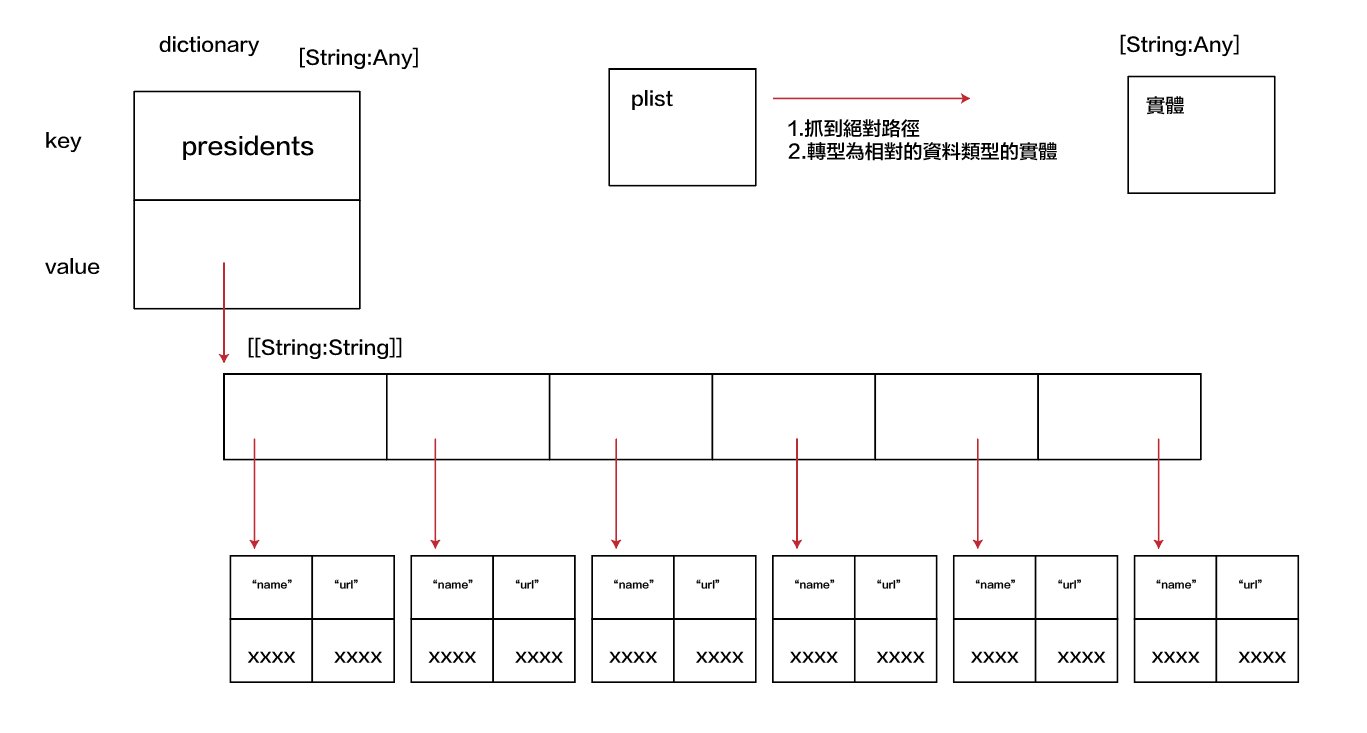 dictionary
[String:Any]
key
presidents
value
plist
1.抓到絕對路徑
2.轉型為相對的資料類型的實體
[String:Any]
實體
[[String:String]]
“name” “url” “name” “url” “name” “url” “name” “url” “name” “url” “name” “url”
xxxx xxxx xxxx xxxx xxxx xxxx xxxx xxxx xxxx xxxx xxxx xxxx